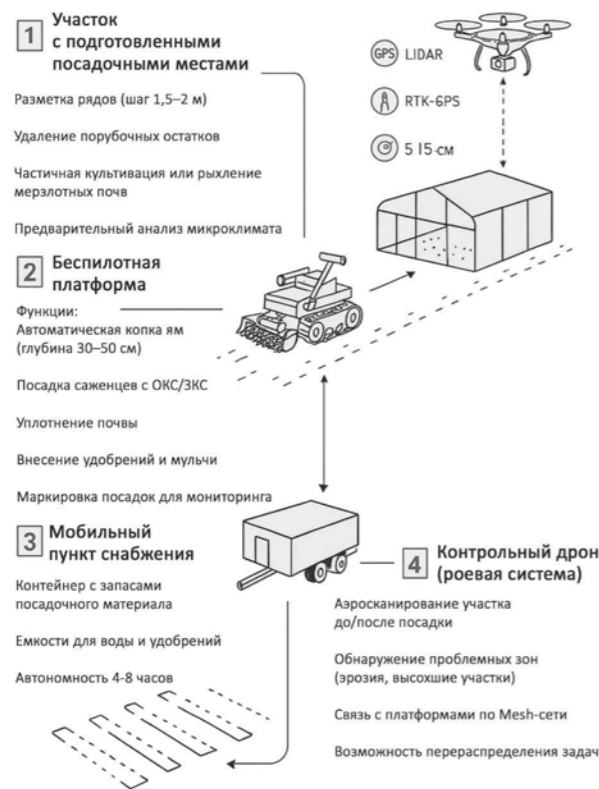 1 Участок
с подготовленными
посадочными местами
Разметка рядов (шаг 1,5–2 м)
Удаление порубочных остатков
Частичная культивация или рыхление
мерзлотных почв
Предварительный анализ микроклимата
GPS LIDAR
RTK-GPS
5 I5-см
2 Беспилотная
платформа
Функции:
Автоматическая копка ям
(глубина 30–50 см)
Посадка саженцев с ОКС/ЗКС
Уплотнение почвы
Внесение удобрений и мульчи
Маркировка посадок для мониторинга
3 Мобильный
пункт снабжения
Контейнер с запасами
посадочного материала
Емкости для воды и удобрений
Автономность 4-8 часов
4 Контрольный дрон
(роевая система)
Аэросканирование участка
до/после посадки
Обнаружение проблемных зон
(эрозия, высохшие участки)
Связь с платформами по Mesh-сети
Возможность перераспределения задач